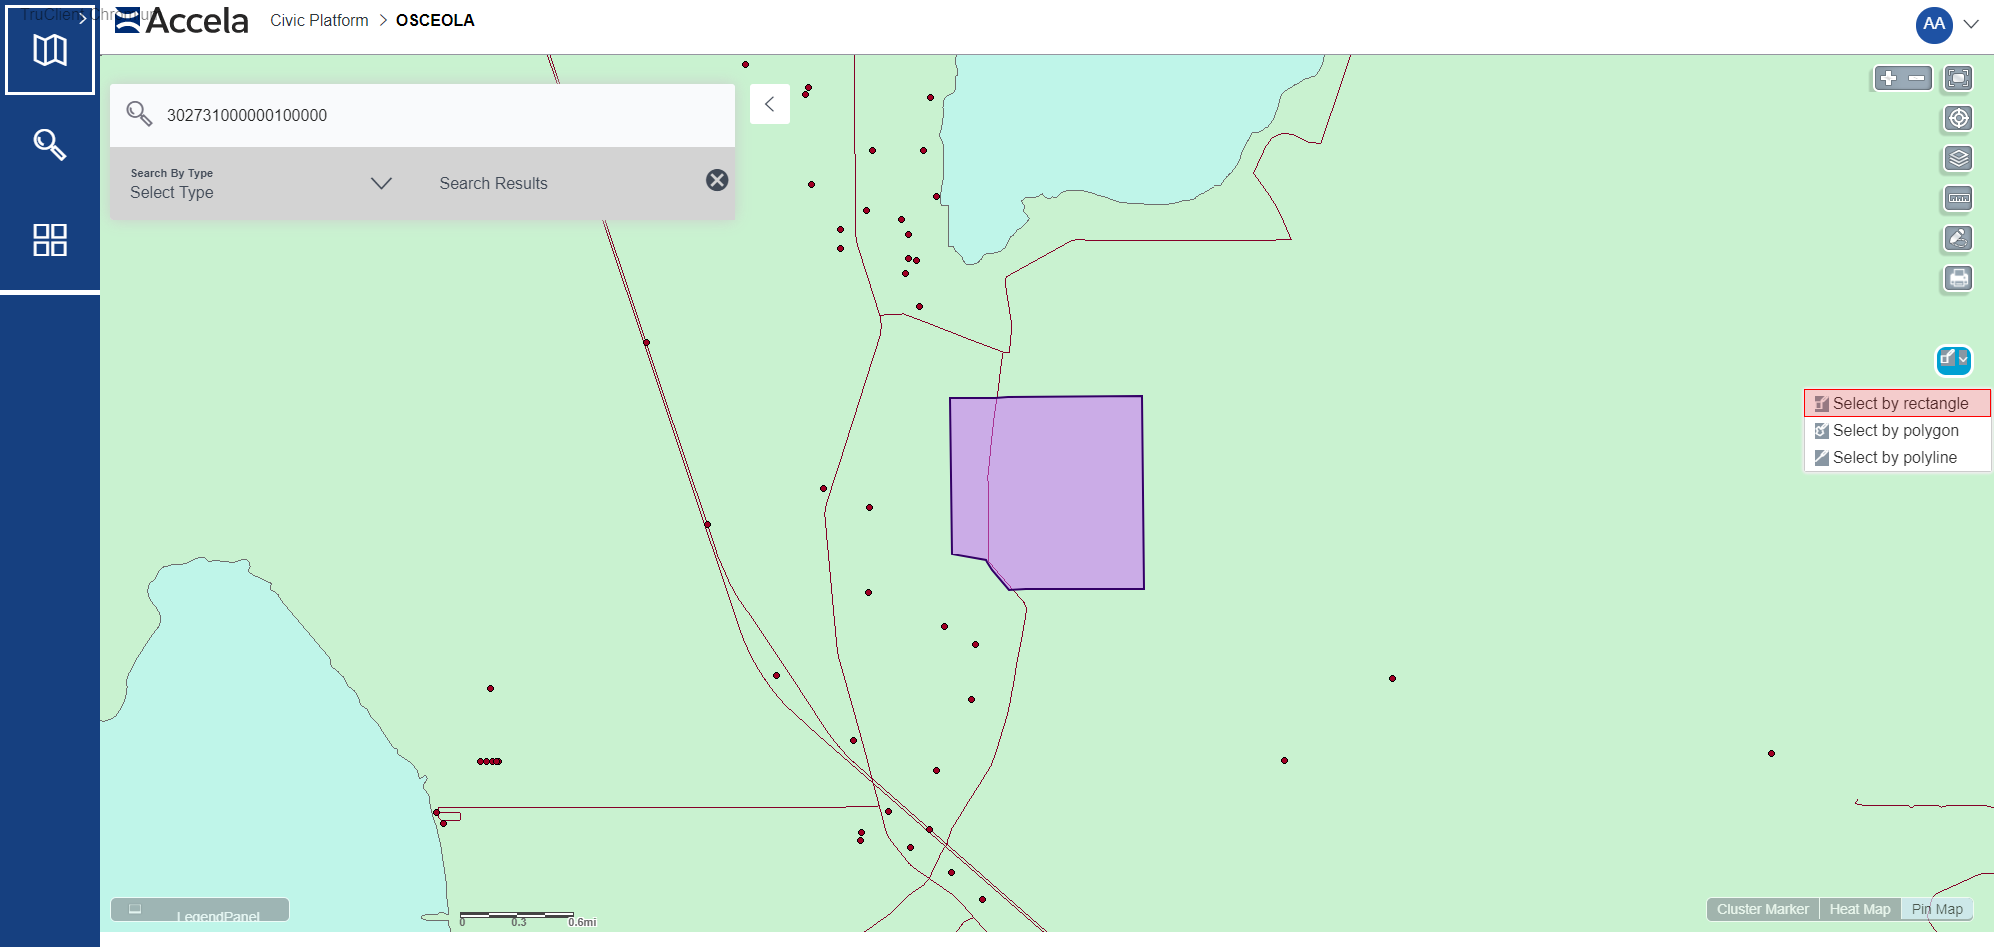 TruClient Chromium
Accela
Civic Platform > OSCEOLA
AA
302731000000100000
Search By Type
Select Type
Search Results
Select by rectangle
Select by polygon
Select by polyline
LegendPanel
0 0.3 0.6mi
Cluster Marker Heat Map Pin Map